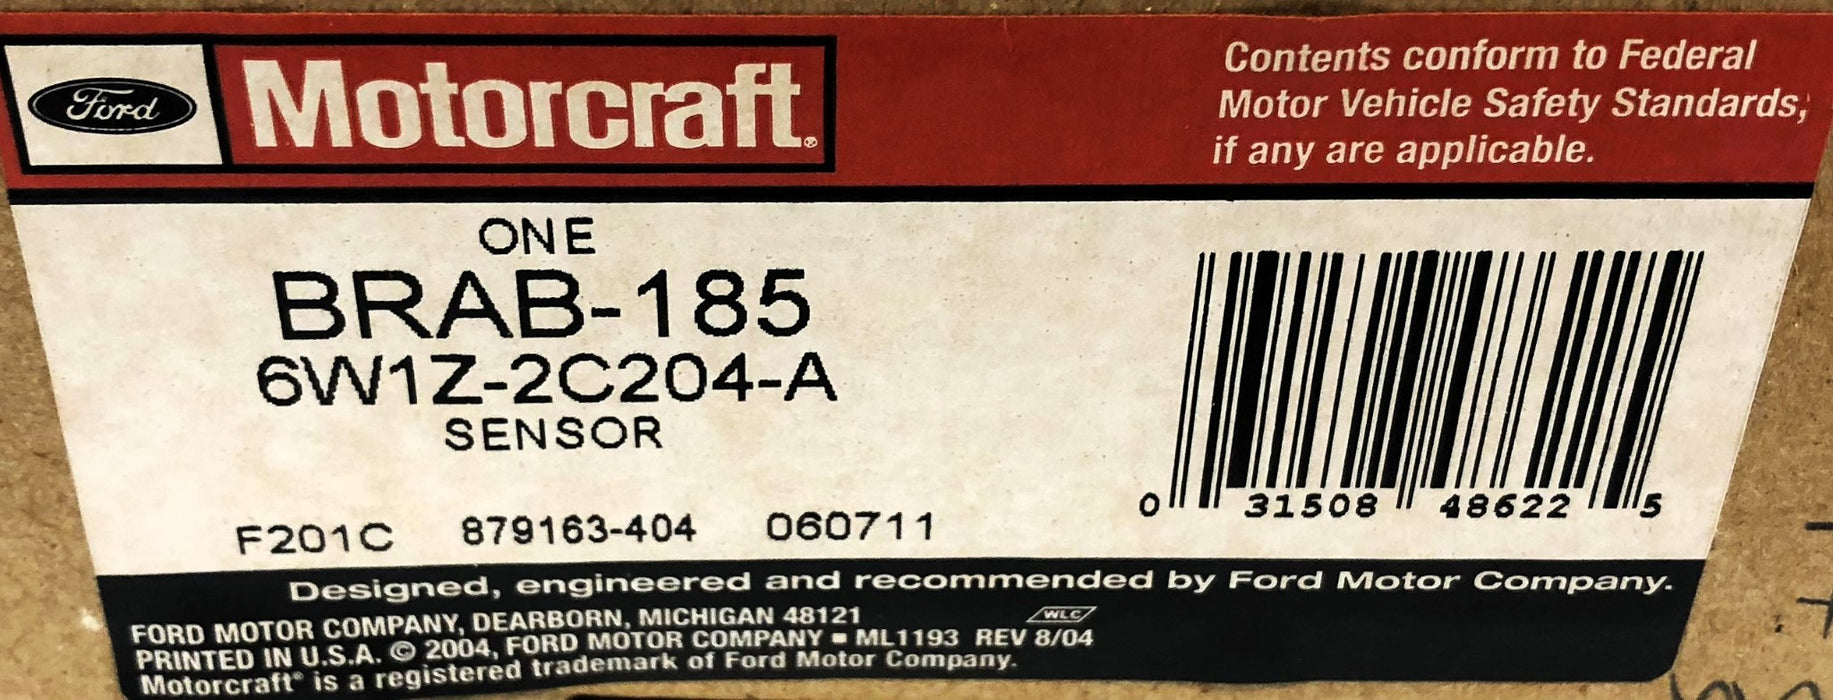 Ford Motorcraft®
Contents conform to Federal
Motor Vehicle Safety Standards,
if any are applicable.
ONE
BRAB-185
6W1Z-2C204-A
SENSOR
F201C 879163-404 060711
0 31508 48622 5
Designed, engineered and recommended by Ford Motor Company.
FORD MOTOR COMPANY, DEARBORN, MICHIGAN 48121 WLC
PRINTED IN U.S.A. © 2004, FORD MOTOR COMPANY ▪ ML1193 REV 8/04
Motorcraft® is a registered trademark of Ford Motor Company.